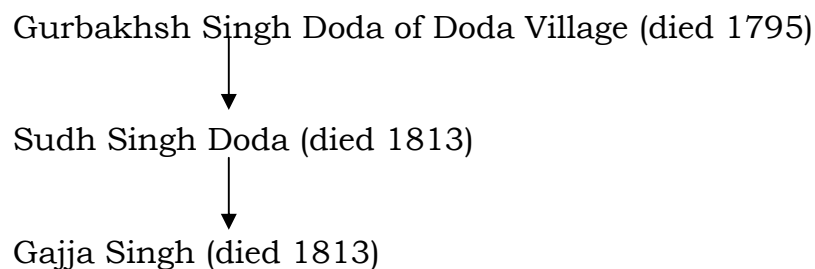 Gurbakhsh Singh Doda of Doda Village (died 1795)
Sudh Singh Doda (died 1813)
Gajja Singh (died 1813)